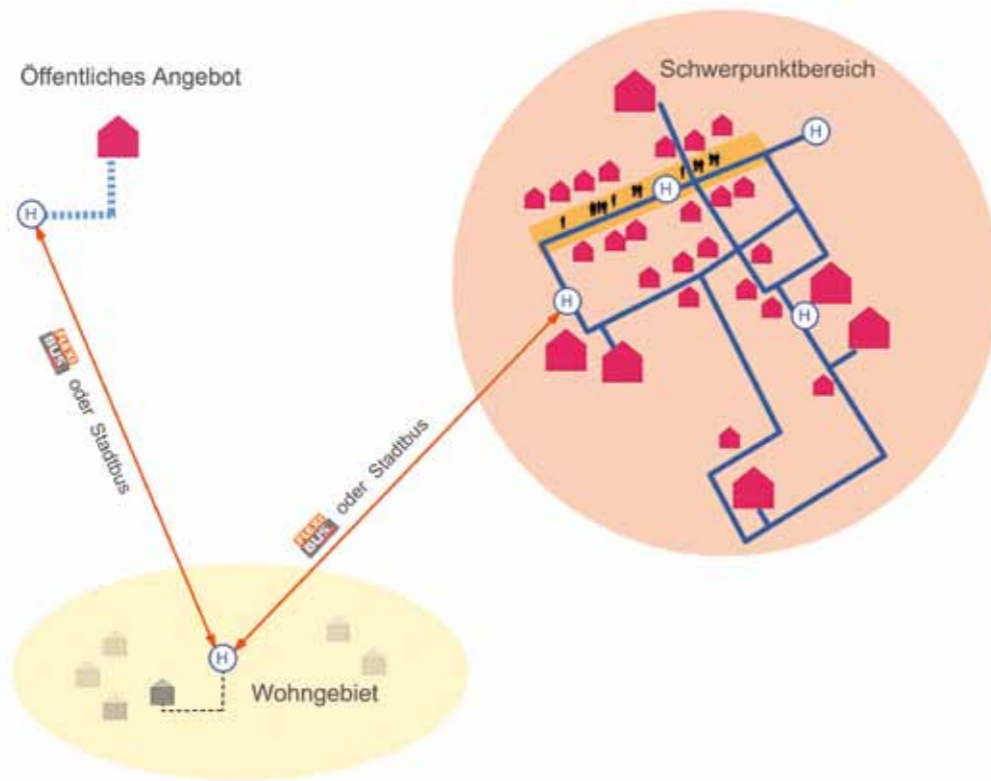 Öffentliches Angebot
Schwerpunktbereich
H
H
H
H
H
FLEXI
BUS oder Stadtbus
FLEXI
BUS oder Stadtbus
H
Wohngebiet